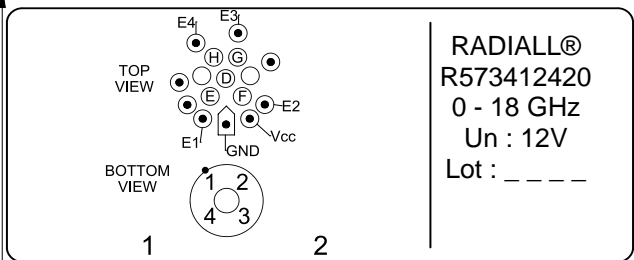 E4
E3
TOP
VIEW
H G
D
E F
E2
E1
Vcc
GND
BOTTOM
VIEW
1 2
4 3
1 2
RADIALL®
R573412420
0 - 18 GHz
Un : 12V
Lot : _ _ _ _